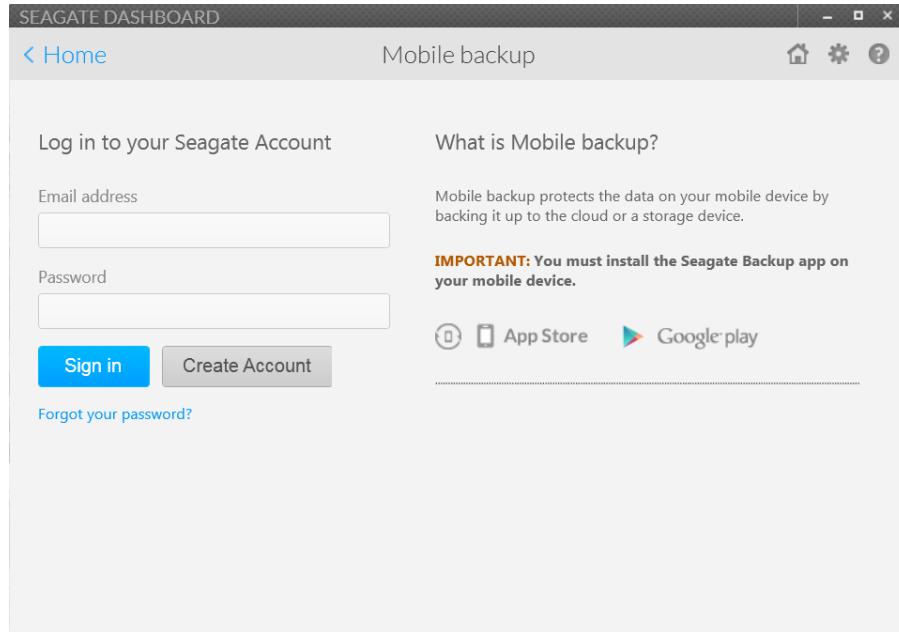 SEAGATE DASHBOARD
Home
Mobile backup
Log in to your Seagate Account
Email address
Password
Sign in
Create Account
Forgot your password?
What is Mobile backup?
Mobile backup protects the data on your mobile device by
backing it up to the cloud or a storage device.
IMPORTANT: You must install the Seagate Backup app on
your mobile device.
App Store
Google play